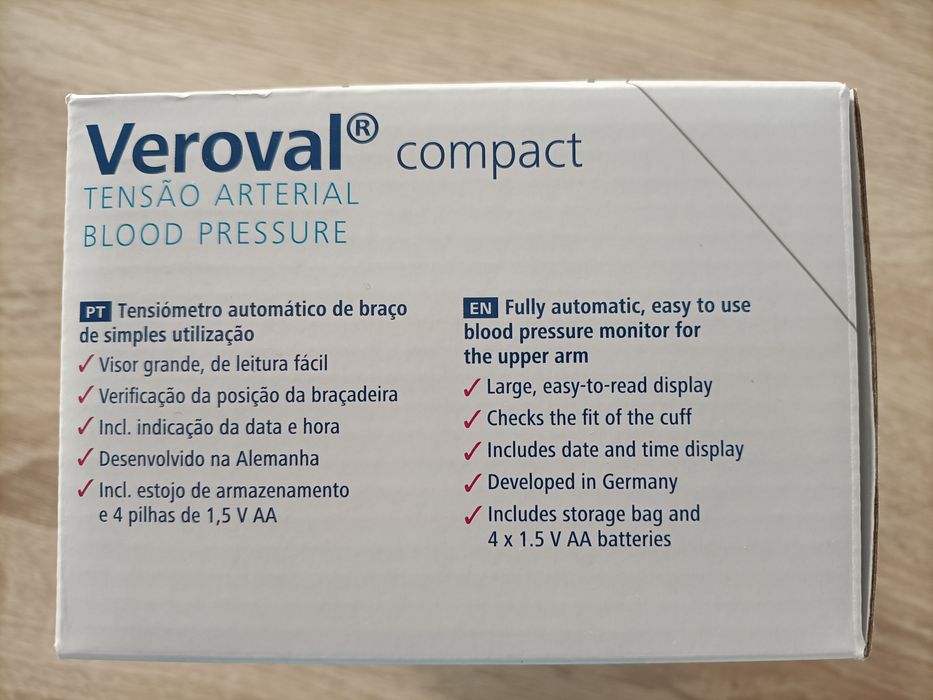 Veroval® compact
TENSÃO ARTERIAL
BLOOD PRESSURE
PT Tensiómetro automático de braço
de simples utilização
✓ Visor grande, de leitura fácil
✓ Verificação da posição da braçadeira
✓ Incl. indicação da data e hora
✓ Desenvolvido na Alemanha
✓ Incl. estojo de armazenamento
e 4 pilhas de 1,5 V AA
EN Fully automatic, easy to use
blood pressure monitor for
the upper arm
✓ Large, easy-to-read display
✓ Checks the fit of the cuff
✓ Includes date and time display
✓ Developed in Germany
✓ Includes storage bag and
4 x 1.5 V AA batteries